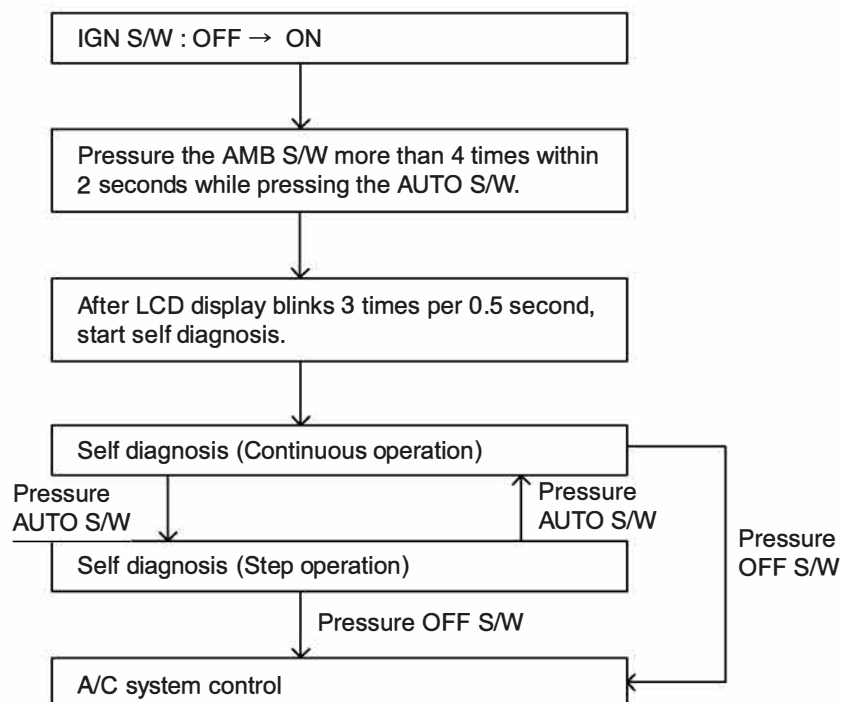 IGN S/W : OFF → ON
Pressure the AMB S/W more than 4 times within
2 seconds while pressing the AUTO S/W.
After LCD display blinks 3 times per 0.5 second,
start self diagnosis.
Self diagnosis (Continuous operation)
Pressure
AUTO S/W
Pressure
AUTO S/W
Pressure
OFF S/W
Self diagnosis (Step operation)
Pressure OFF S/W
A/C system control